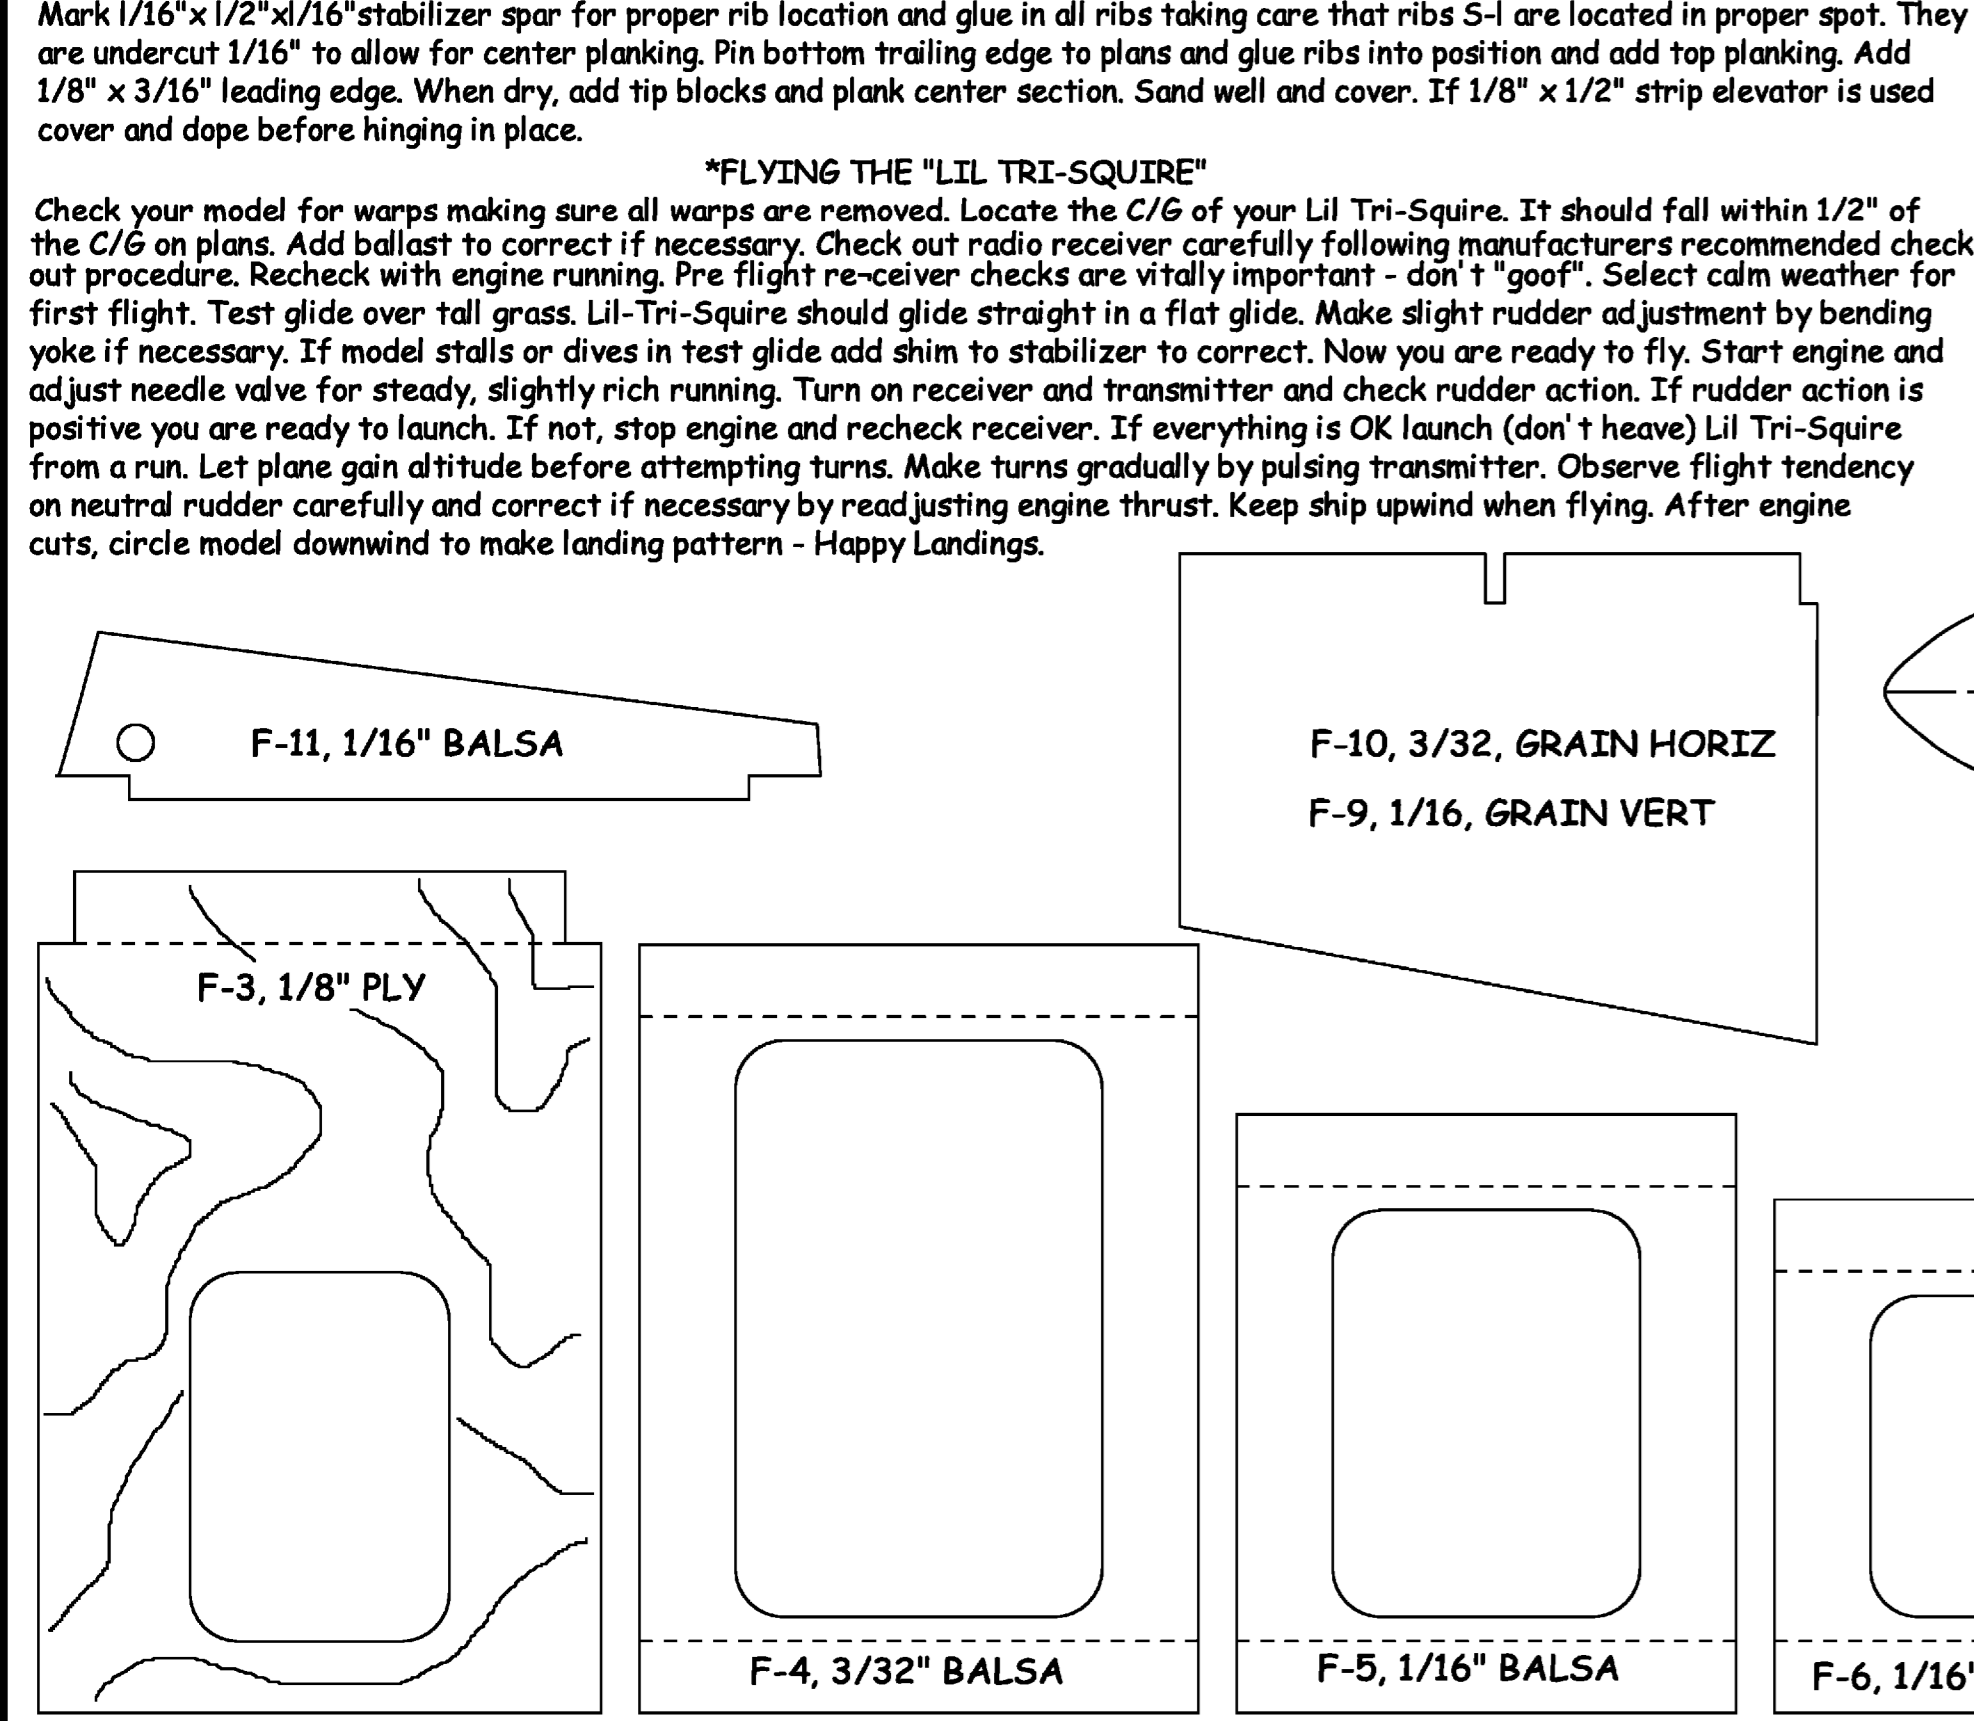 Mark l/16"x l/2"xl/16"stabilizer spar for proper rib location and glue in all ribs taking care that ribs S-l are located in proper spot. They
are undercut 1/16" to allow for center planking. Pin bottom trailing edge to plans and glue ribs into position and add top planking. Add
1/8" x 3/16" leading edge. When dry, add tip blocks and plank center section. Sand well and cover. If 1/8" x 1/2" strip elevator is used
cover and dope before hinging in place.
*FLYING THE "LIL TRI-SQUIRE"
Check your model for warps making sure all warps are removed. Locate the C/G of your Lil Tri-Squire. It should fall within 1/2" of
the C/G on plans. Add ballast to correct if necessary. Check out radio receiver carefully following manufacturers recommended check
out procedure. Recheck with engine running. Pre flight re¬ceiver checks are vitally important - don't "goof". Select calm weather for
first flight. Test glide over tall grass. Lil-Tri-Squire should glide straight in a flat glide. Make slight rudder adjustment by bending
yoke if necessary. If model stalls or dives in test glide add shim to stabilizer to correct. Now you are ready to fly. Start engine and
adjust needle valve for steady, slightly rich running. Turn on receiver and transmitter and check rudder action. If rudder action is
positive you are ready to launch. If not, stop engine and recheck receiver. If everything is OK launch (don't heave) Lil Tri-Squire
from a run. Let plane gain altitude before attempting turns. Make turns gradually by pulsing transmitter. Observe flight tendency
on neutral rudder carefully and correct if necessary by readjusting engine thrust. Keep ship upwind when flying. After engine
cuts, circle model downwind to make landing pattern - Happy Landings.
F-11, 1/16" BALSA
F-10, 3/32, GRAIN HORIZ
F-9, 1/16, GRAIN VERT
F-3, 1/8" PLY
F-4, 3/32" BALSA
F-5, 1/16" BALSA
F-6, 1/16"